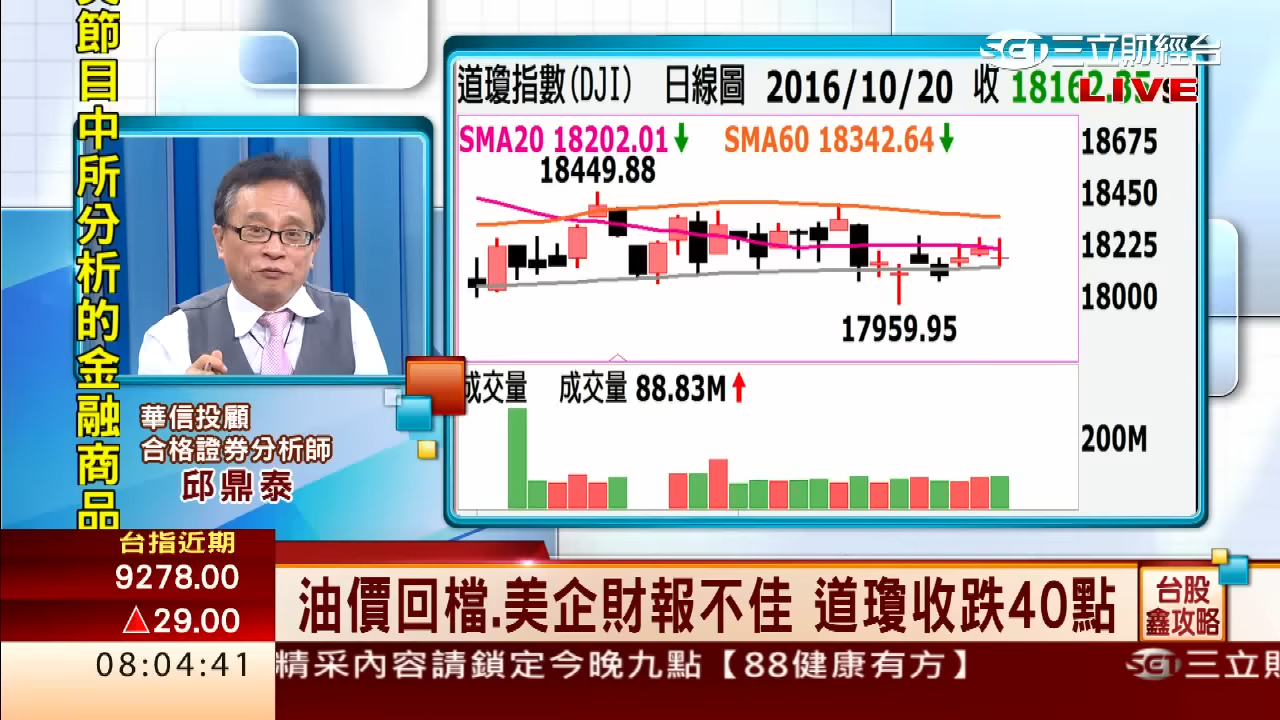 節目中所分析的金融商品
SET 三立財經台
LIVE
道瓊指數(DJI) 日線圖 2016/10/20 收 18162.35 s
SMA20 18202.01↓ SMA60 18342.64↓
18449.88
17959.95
18675
18450
18225
18000
成交量 成交量 88.83M↑
200M
華信投顧
合格證券分析師
邱鼎泰
台指近期
9278.00
△29.00
08:04:41
油價回檔.美企財報不佳 道瓊收跌40點
台股
鑫攻略
精采內容請鎖定今晚九點【88健康有方】
SET 三立財